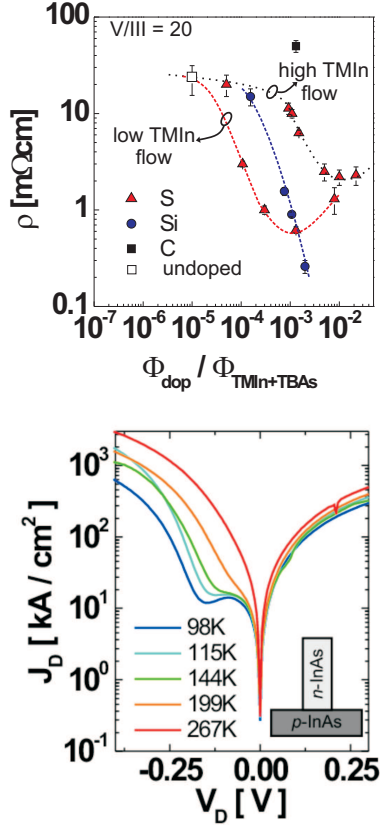 V/III = 20
100
10
1
0.1
ρ [mΩcm]
high TMIn
flow
low TMIn
flow
S
Si
C
undoped
10⁻⁷ 10⁻⁶ 10⁻⁵ 10⁻⁴ 10⁻³ 10⁻²
Φdop / ΦTMIn+TBAs
10³
10²
10¹
10⁰
10⁻¹
J_D [ kA / cm² ]
98K
115K
144K
199K
267K
n-InAs
p-InAs
-0.25 0.00 0.25
V_D [ V ]